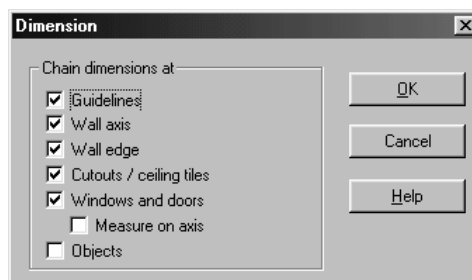 Dimension
Chain dimensions at
Guidelines
Wall axis
Wall edge
Cutouts / ceiling tiles
Windows and doors
Measure on axis
Objects
OK
Cancel
Help